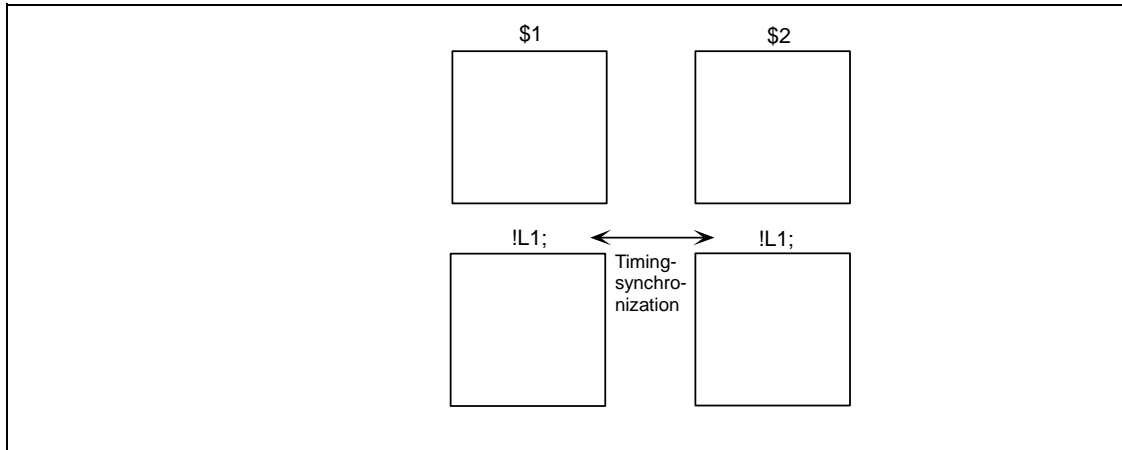 $1
$2
!L1;
!L1;
Timing-
synchro-
nization